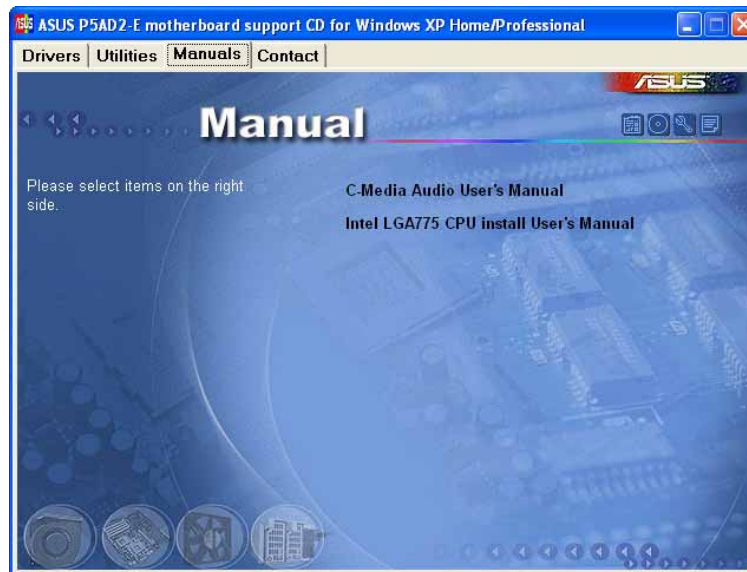 ASUS P5AD2-E motherboard support CD for Windows XP Home/Professional
Drivers Utilities Manuals Contact
ASUS
Manual
Please select items on the right
side.
C-Media Audio User's Manual
Intel LGA775 CPU install User's Manual